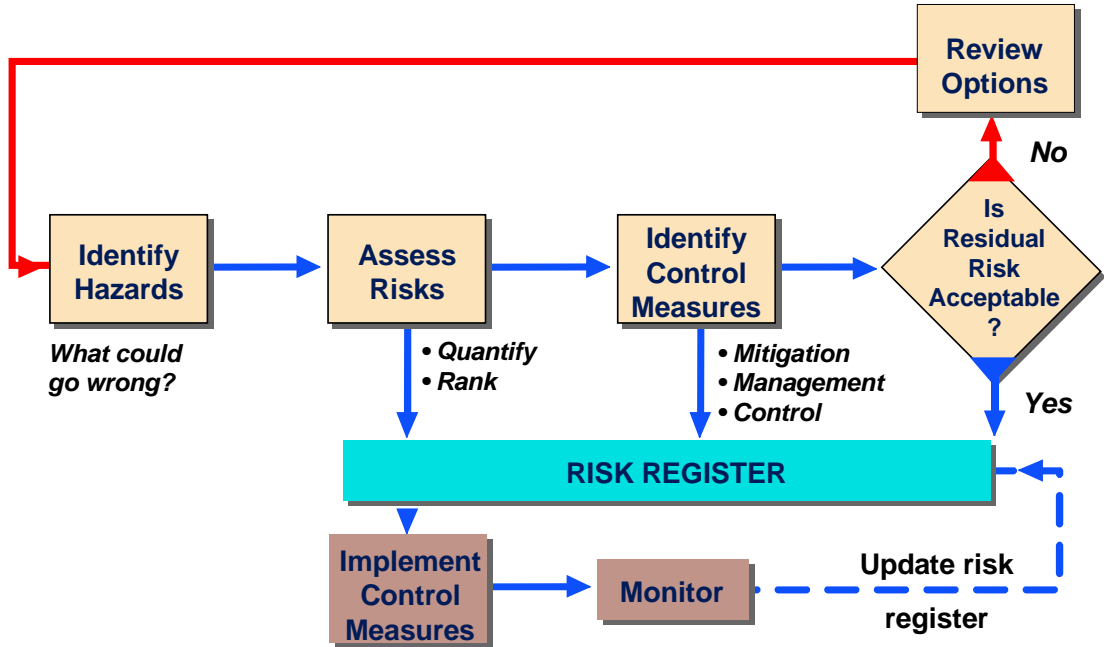 Review
Options
No
Is
Residual
Risk
Acceptable
?
Yes
Identify
Hazards
What could
go wrong?
Assess
Risks
• Quantify
• Rank
Identify
Control
Measures
• Mitigation
• Management
• Control
RISK REGISTER
Implement
Control
Measures
Monitor
Update risk
register